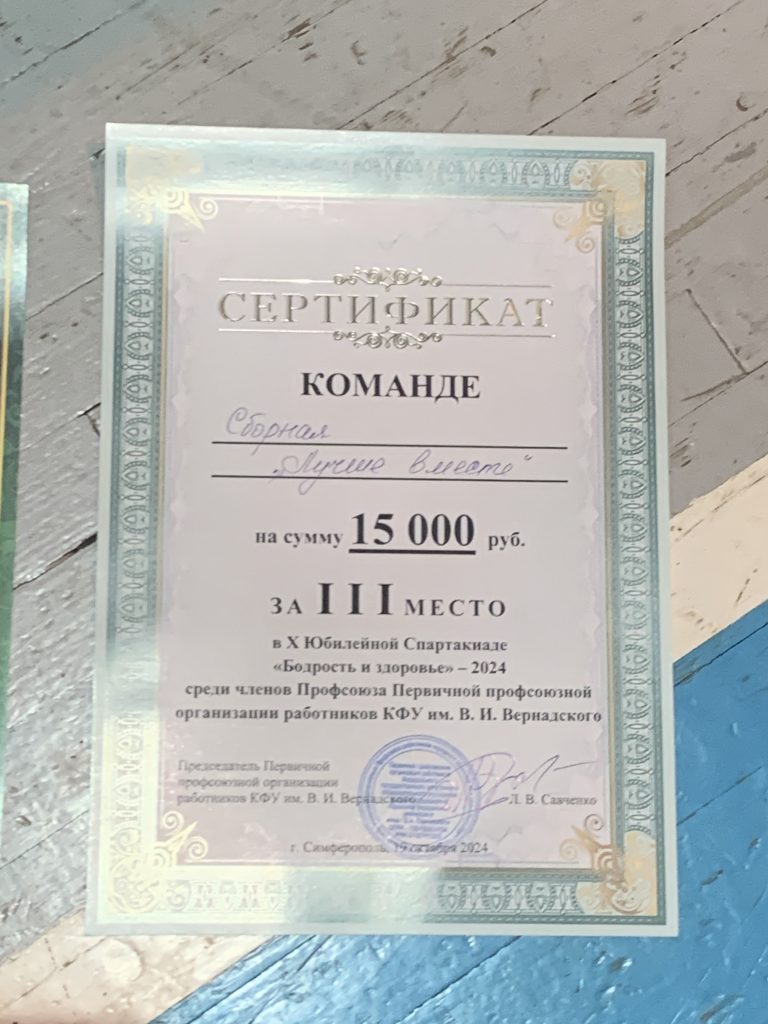 СЕРТИФИКАТ
КОМАНДЕ
Сборная
„Лучше вместе“
на сумму 15 000 руб.
ЗА III МЕСТО
в X Юбилейной Спартакиаде
«Бодрость и здоровье» – 2024
среди членов Профсоюза Первичной профсоюзной
организации работников КФУ им. В. И. Вернадского
Председатель Первичной
профсоюзной организации
работников КФУ им. В. И. Вернадского Л. В. Савченко
г. Симферополь, 19 октября 2024